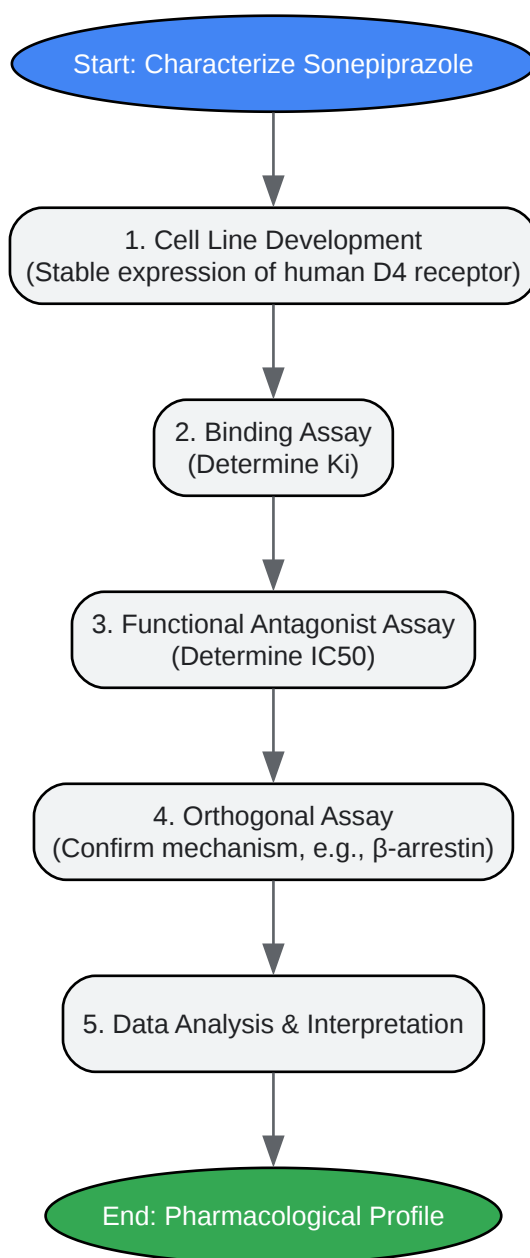 Start: Characterize Sonepiprazole
1. Cell Line Development
(Stable expression of human D4 receptor)
2. Binding Assay
(Determine Ki)
3. Functional Antagonist Assay
(Determine IC50)
4. Orthogonal Assay
(Confirm mechanism, e.g., β-arrestin)
5. Data Analysis & Interpretation
End: Pharmacological Profile